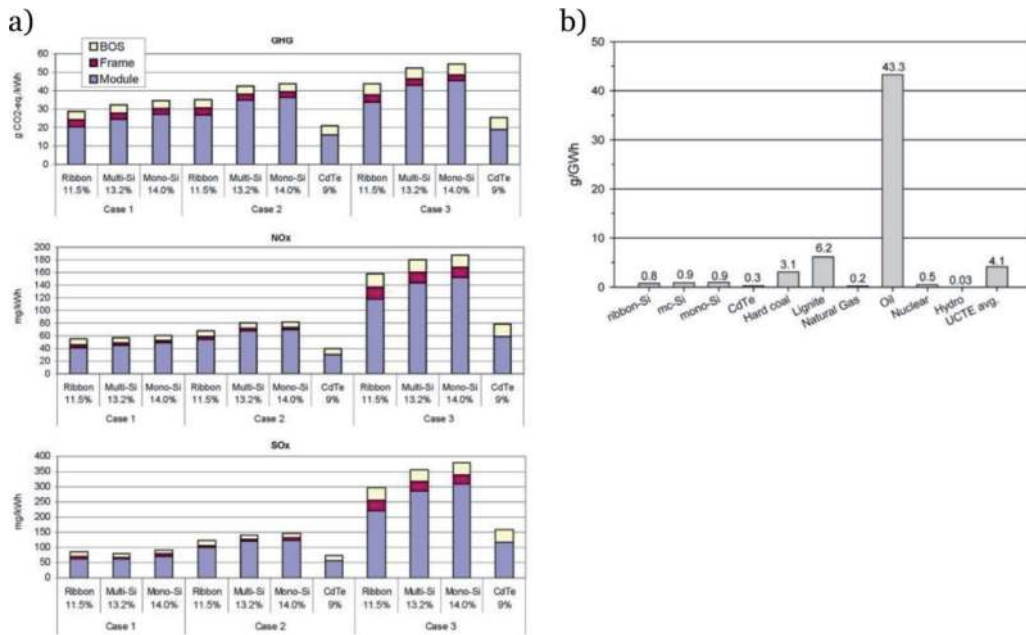 a)
GHG
BOS
Frame
Module
g CO2-eq./kWh
60
50
40
30
20
10
0
Ribbon Multi-Si Mono-Si Ribbon Multi-Si Mono-Si CdTe Ribbon Multi-Si Mono-Si CdTe
11.5% 13.2% 14.0% 11.5% 13.2% 14.0% 9% 11.5% 13.2% 14.0% 9%
Case 1 Case 2 Case 3
NOx
mg/kWh
200
180
160
140
120
100
80
60
40
20
0
Ribbon Multi-Si Mono-Si Ribbon Multi-Si Mono-Si CdTe Ribbon Multi-Si Mono-Si CdTe
11.5% 13.2% 14.0% 11.5% 13.2% 14.0% 9% 11.5% 13.2% 14.0% 9%
Case 1 Case 2 Case 3
SOx
mg/kWh
400
350
300
250
200
150
100
50
0
Ribbon Multi-Si Mono-Si Ribbon Multi-Si Mono-Si CdTe Ribbon Multi-Si Mono-Si CdTe
11.5% 13.2% 14.0% 11.5% 13.2% 14.0% 9% 11.5% 13.2% 14.0% 9%
Case 1 Case 2 Case 3
b)
g/GWh
50
40
30
20
10
0
0.8 0.9 0.9 0.3 3.1 6.2 0.2 43.3 0.5 0.03 4.1
ribbon-Si mc-Si mono-Si CdTe Hard coal Lignite Natural Gas Oil Nuclear Hydro UCTE avg.